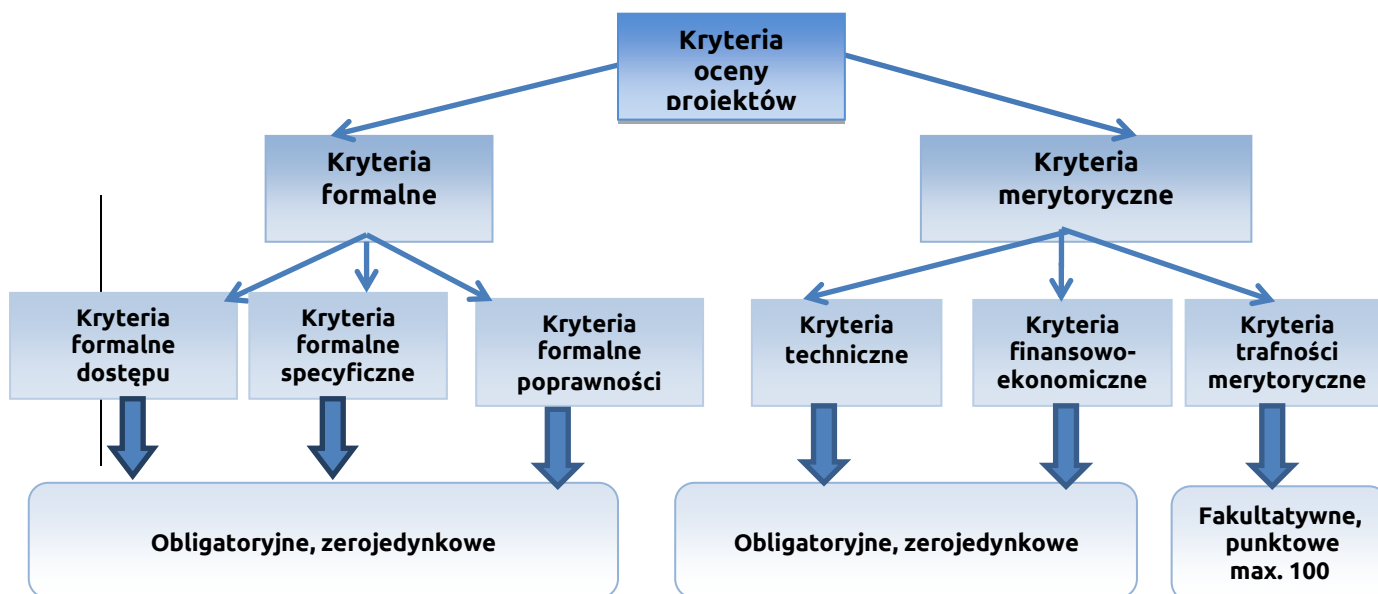 Kryteria
oceny
projektów
Kryteria
formalne
Kryteria
merytoryczne
Kryteria
formalne
dostępu
Kryteria
formalne
specyficzne
Kryteria
formalne
poprawności
Kryteria
techniczne
Kryteria
finansowo-
ekonomiczne
Kryteria
trafności
merytoryczne
Obligatoryjne, zerojedynkowe
Obligatoryjne, zerojedynkowe
Fakultatywne,
punktowe
max. 100